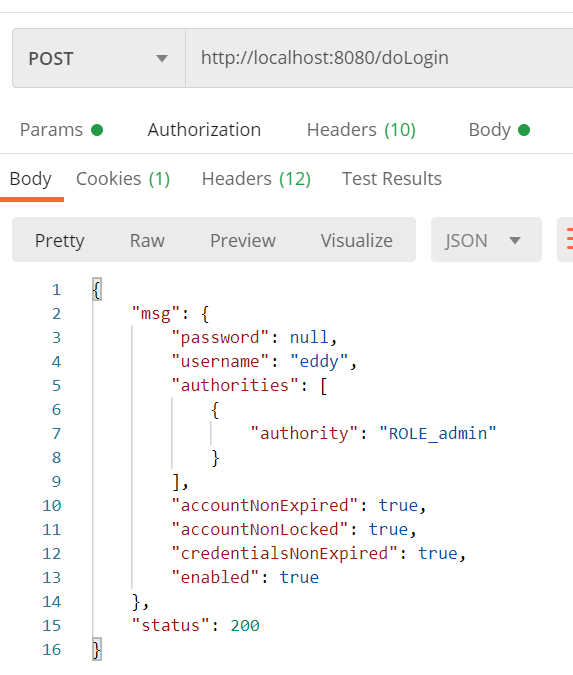 POST http://localhost:8080/doLogin
Params Authorization Headers (10) Body
Body Cookies (1) Headers (12) Test Results
Pretty Raw Preview Visualize JSON
1 {
2 "msg": {
3 "password": null,
4 "username": "eddy",
5 "authorities": [
6 {
7 "authority": "ROLE_admin"
8 }
9 ],
10 "accountNonExpired": true,
11 "accountNonLocked": true,
12 "credentialsNonExpired": true,
13 "enabled": true
14 },
15 "status": 200
16 }